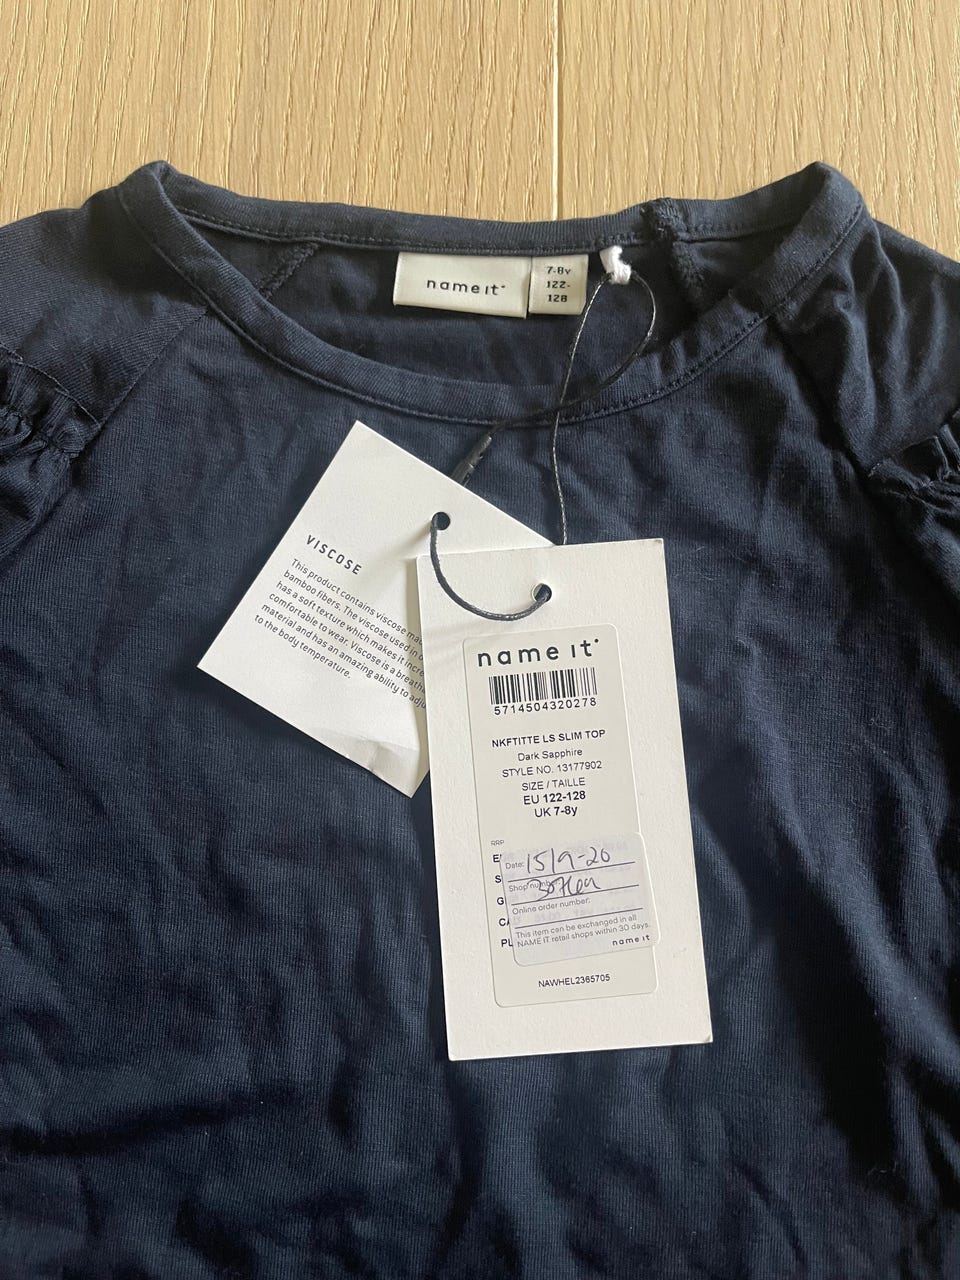 name it
7-8Y
122-
128
VISCOSE
This product contains viscose
bamboo fibers. The viscose used in
has a soft texture which makes it
comfortable to wear. Viscose is a
material and has an amazing ability to
to the body temperature.
name it
5714504320278
NKFTITTE LS SLIM TOP
Dark Sapphire
STYLE NO. 13177902
SIZE / TAILLE
EU 122-128
UK 7-8y
RRP
Date: 15/9-20
Shop number:
Online order number:
This item can be exchanged in all
NAME IT retail shops within 30 days.
name it
NAWHEL2365705